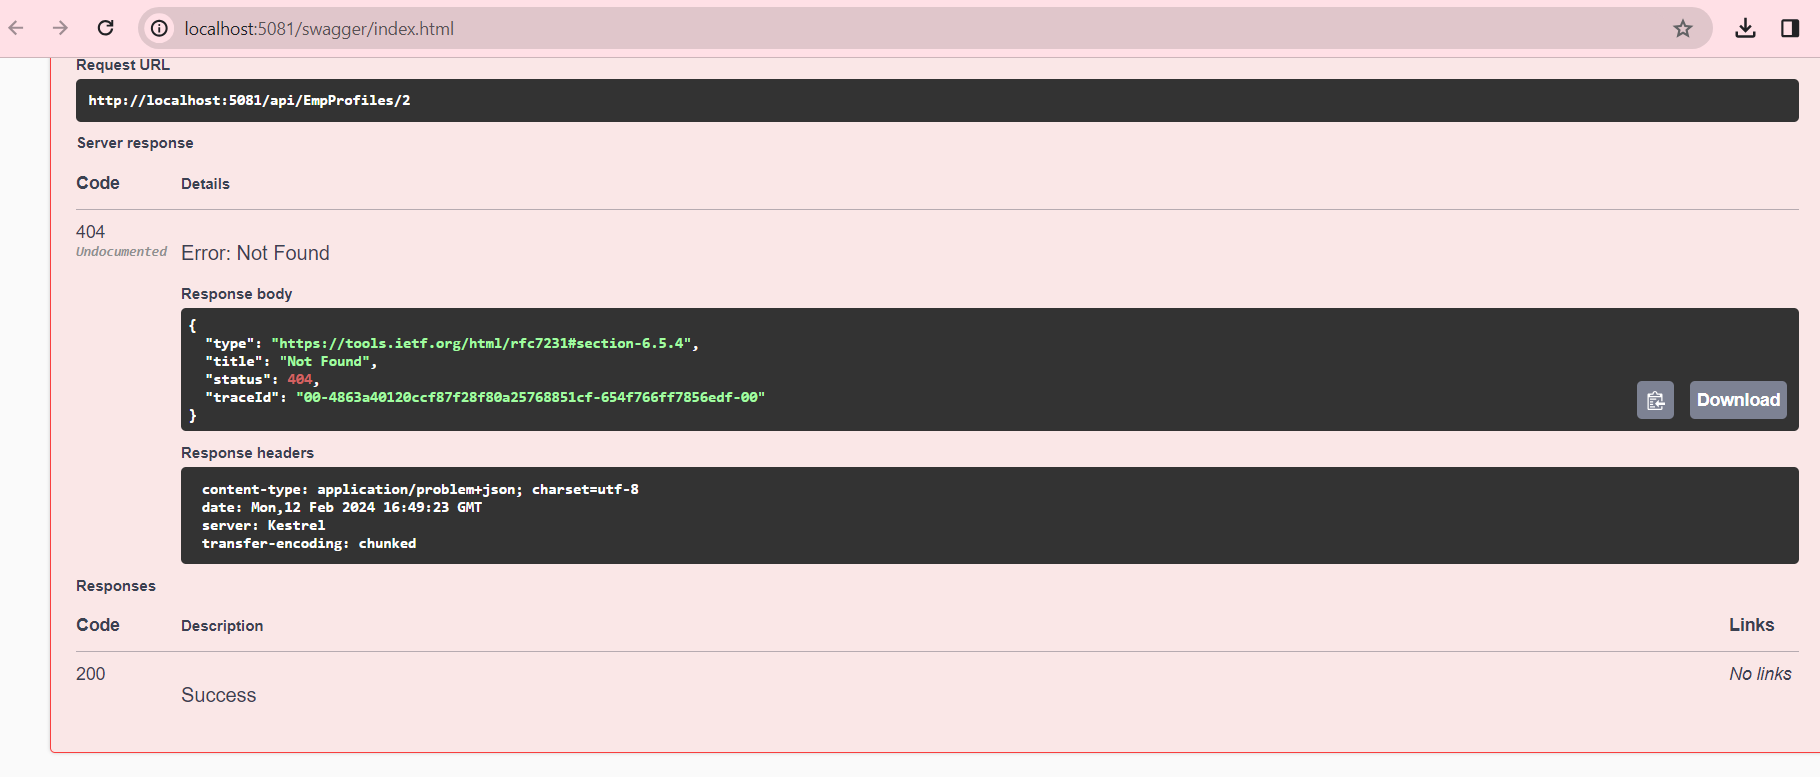 localhost:5081/swagger/index.html
Request URL
http://localhost:5081/api/EmpProfiles/2
Server response
Code Details
404
Undocumented
Error: Not Found
Response body
{
"type": "https://tools.ietf.org/html/rfc7231#section-6.5.4",
"title": "Not Found",
"status": 404,
"traceId": "00-4863a40120ccf87f28f80a25768851cf-654f766ff7856edf-00"
}
Download
Response headers
content-type: application/problem+json; charset=utf-8
date: Mon,12 Feb 2024 16:49:23 GMT
server: Kestrel
transfer-encoding: chunked
Responses
Code Description Links
200 No links
Success